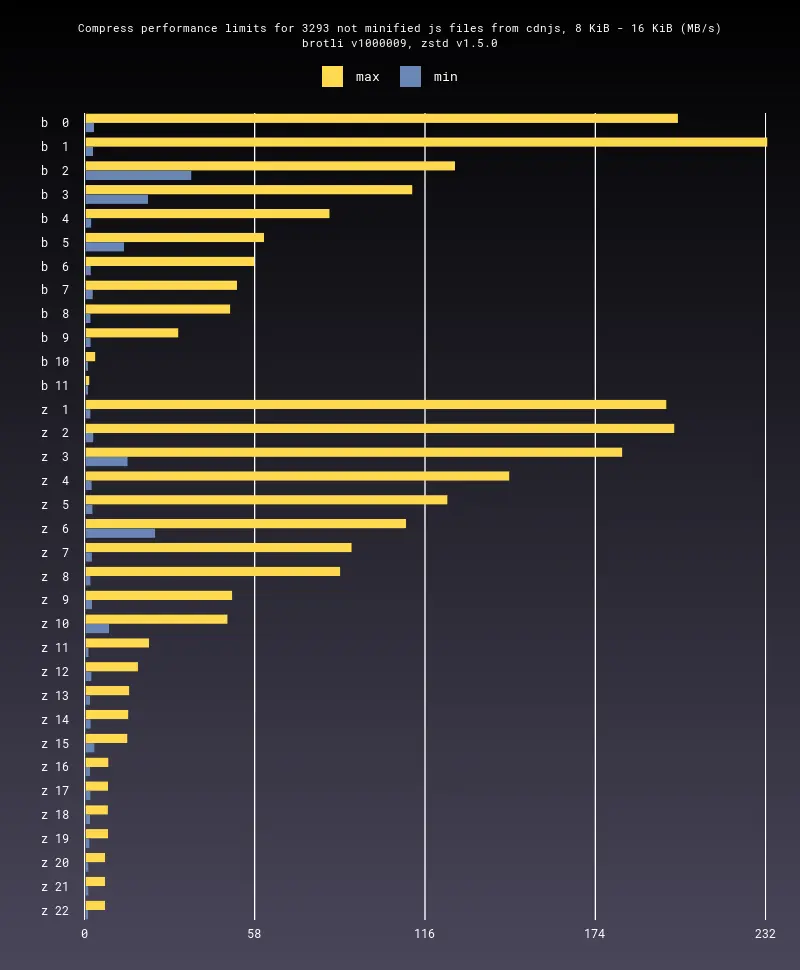 Compress performance limits for 3293 not minified js files from cdnjs, 8 KiB - 16 KiB (MB/s)
brotli v1000009, zstd v1.5.0
max min
b 0
b 1
b 2
b 3
b 4
b 5
b 6
b 7
b 8
b 9
b 10
b 11
z 1
z 2
z 3
z 4
z 5
z 6
z 7
z 8
z 9
z 10
z 11
z 12
z 13
z 14
z 15
z 16
z 17
z 18
z 19
z 20
z 21
z 22
0 58 116 174 232